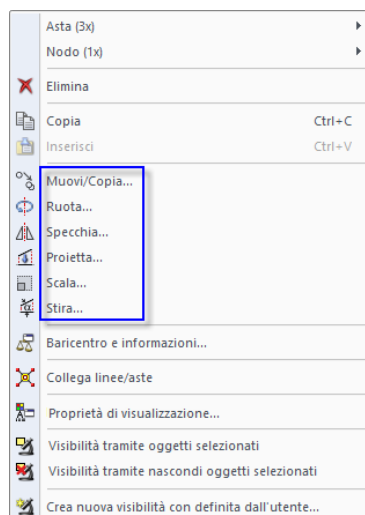 Asta (3x)
Nodo (1x)
Elimina
Copia Ctrl+C
Inserisci Ctrl+V
Muovi/Copia...
Ruota...
Specchia...
Proietta...
Scala...
Stira...
Baricentro e informazioni...
Collega linee/aste
Proprietà di visualizzazione...
Visibilità tramite oggetti selezionati
Visibilità tramite nascondi oggetti selezionati
Crea nuova visibilità con definita dall'utente...